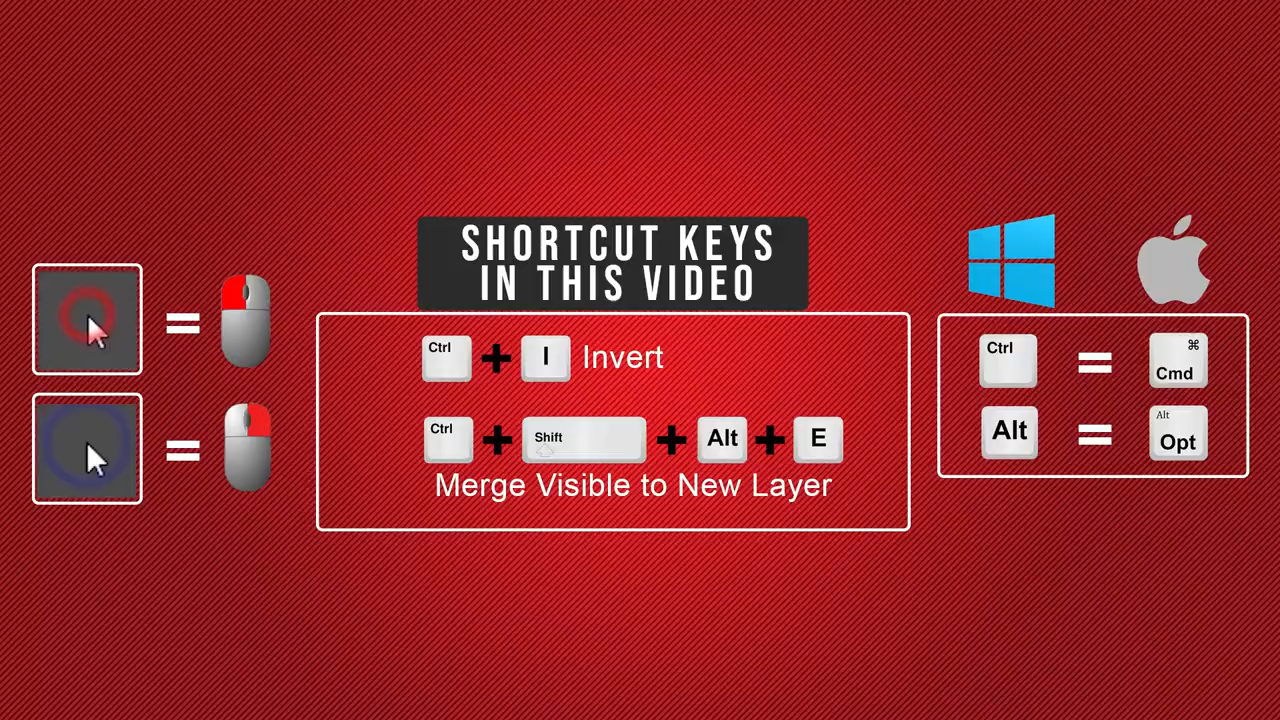 SHORTCUT KEYS
IN THIS VIDEO
Ctrl + I Invert
Ctrl + Shift + Alt + E
Merge Visible to New Layer
Ctrl = ⌘ Cmd
Alt = Alt Opt